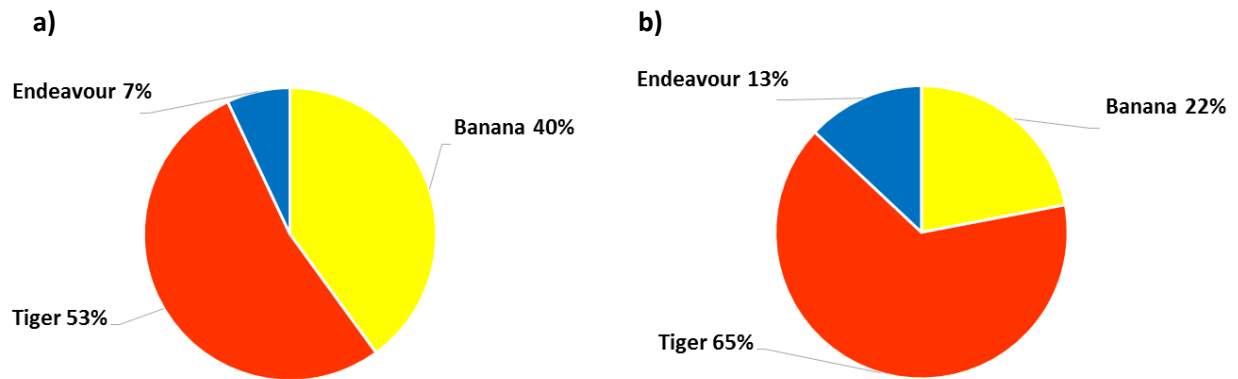 a)
Endeavour 7%
Banana 40%
Tiger 53%
b)
Endeavour 13%
Banana 22%
Tiger 65%